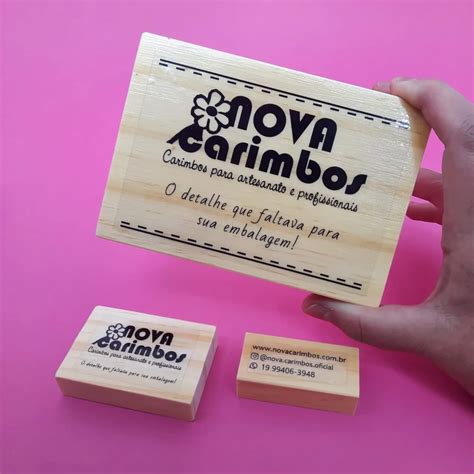 NOVA
carimbos
Carimbos para artesanato e profissionais
O detalhe que faltava para
sua embalagem!
NOVA
carimbos
Carimbos para artesanato e profissionais
O detalhe que faltava para sua embalagem!
www.novacarimbos.com.br
@nova.carimbos.oficial
19 99406-3948